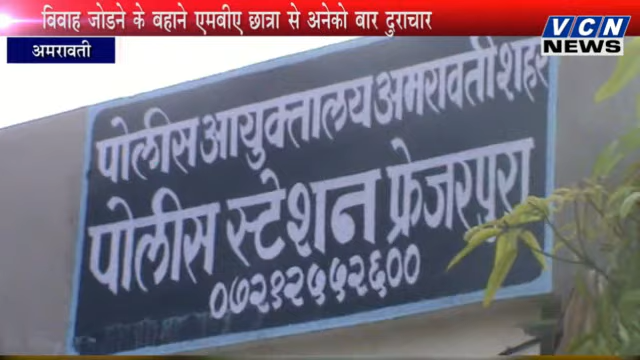 विवाह जोडने के बहाने एमबीए छात्रा से अनेको बार दुराचार
अमरावती
VCN
NEWS
पोलीस आयुक्तालय अमरावती शहर
पोलीस स्टेशन फ्रेजरपुरा
०७२१२५५२६००